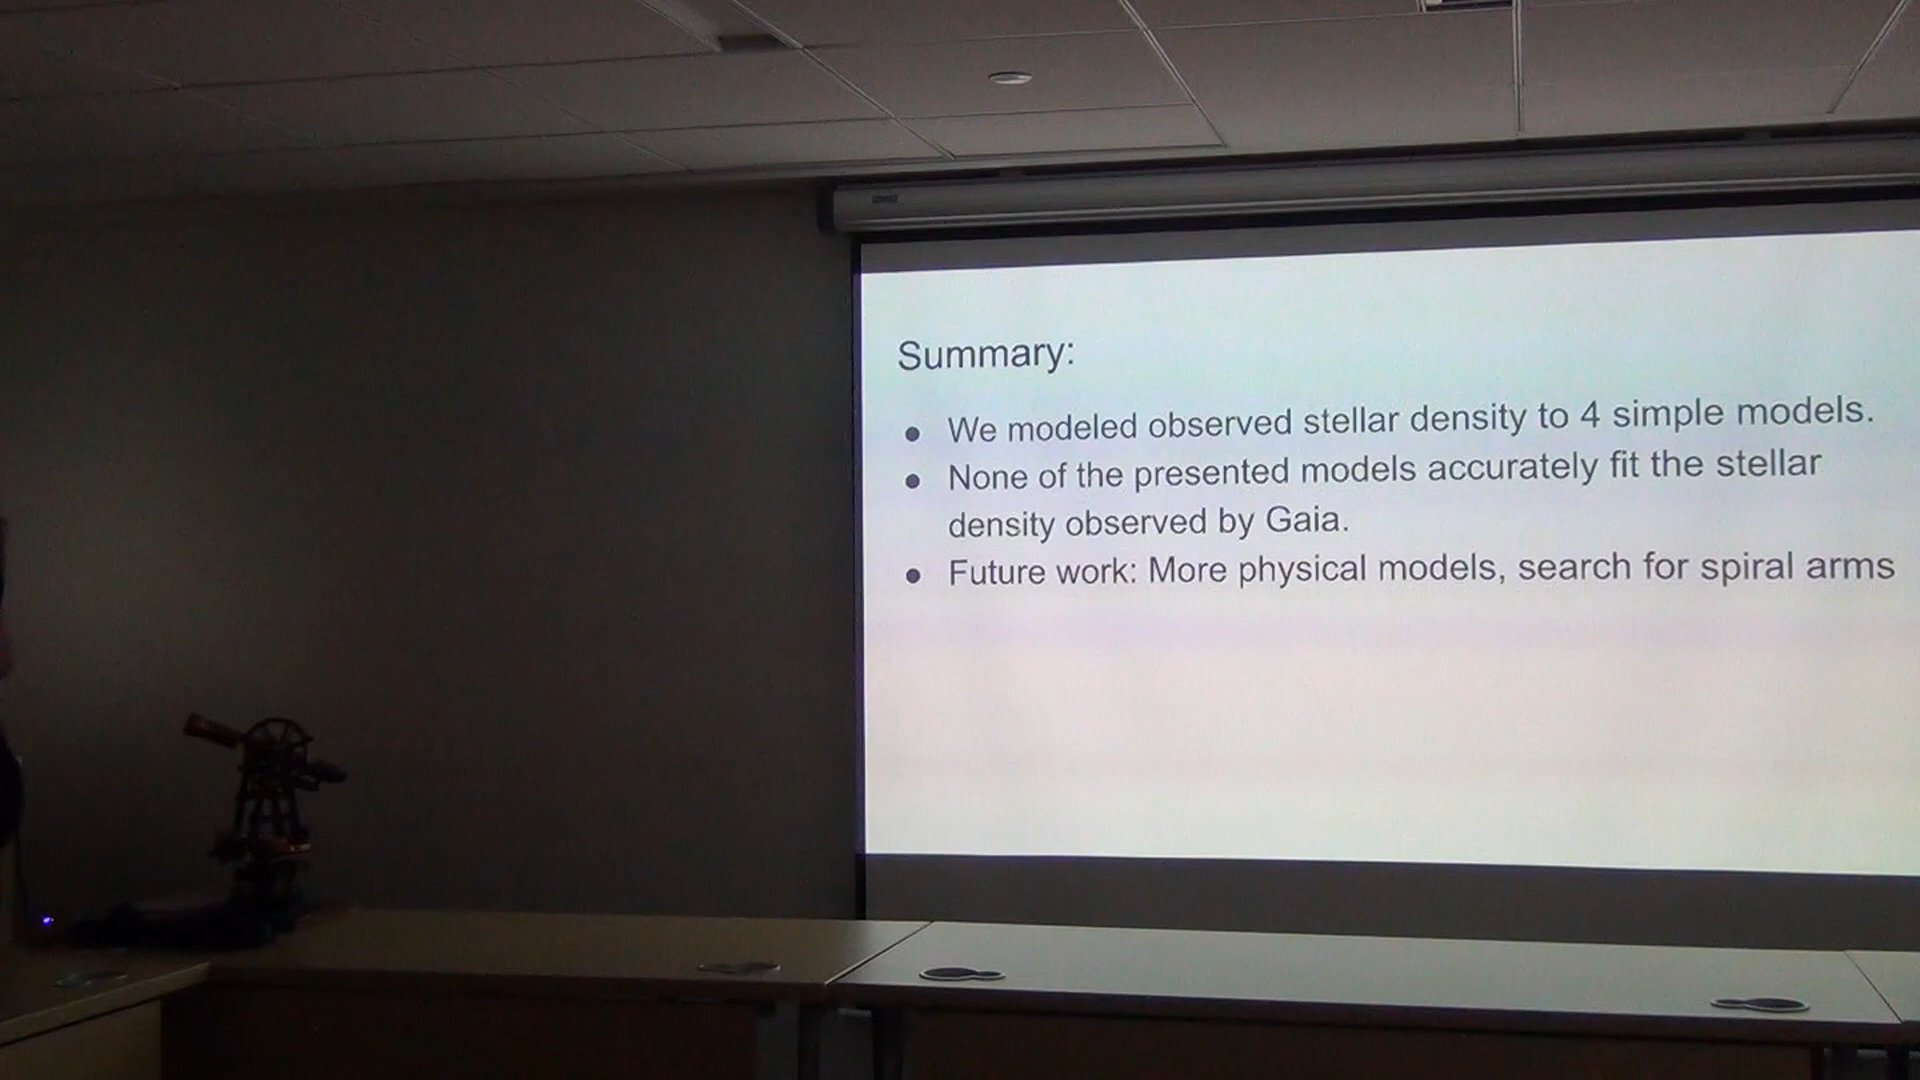 Summary:
● We modeled observed stellar density to 4 simple models.
● None of the presented models accurately fit the stellar
density observed by Gaia.
● Future work: More physical models, search for spiral arms